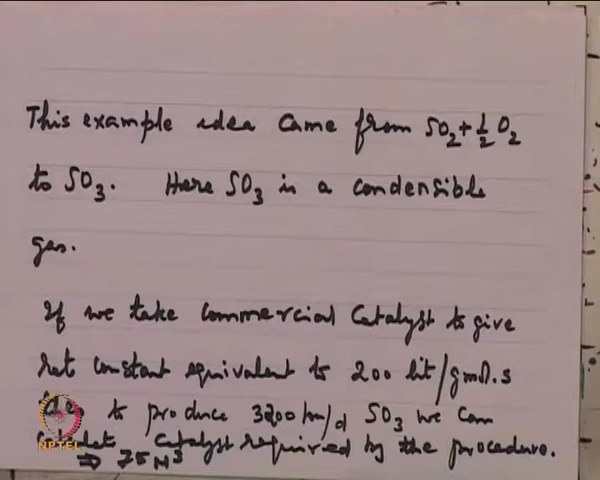 This example idea came from SO2 + 1/2 O2
to SO3. Here SO3 is a condensible
gas.
If we take commercial Catalyst to give
rate constant equivalent to 200 lit/gmol.s
to produce 3200 ton/d SO3 we can
Catalyst required by the procedure.
⇒ 75 M3
NPTEL